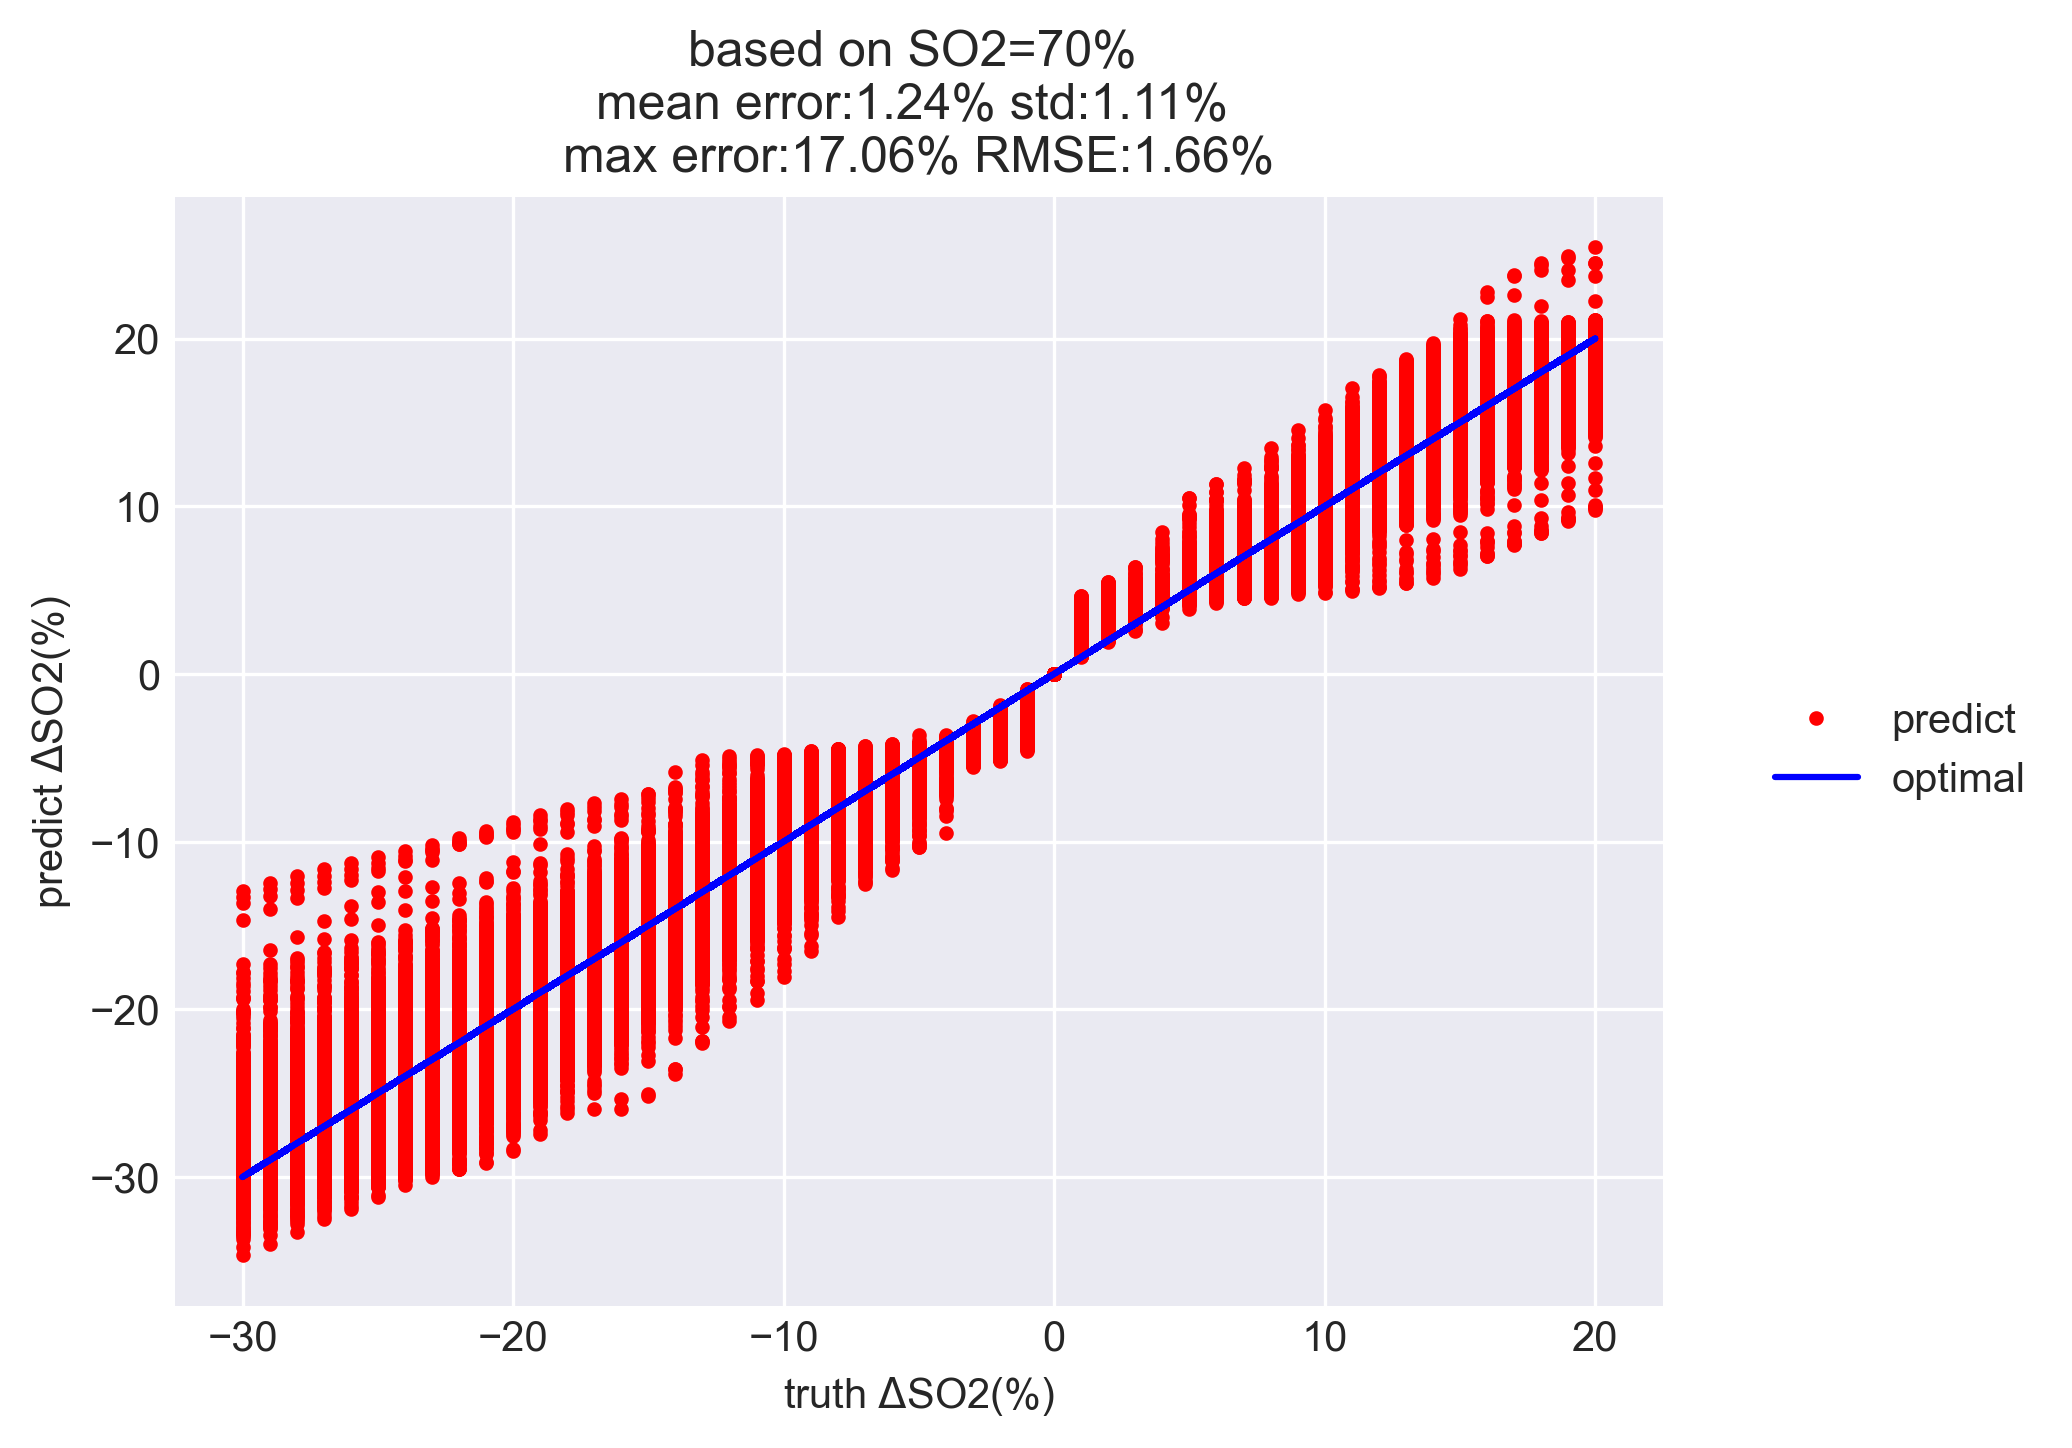 based on SO2=70%
mean error:1.24% std:1.11%
max error:17.06% RMSE:1.66%
20
10
0
−10
−20
−30
predict ΔSO2(%)
−30
−20
−10
0
10
20
truth ΔSO2(%)
predict
optimal